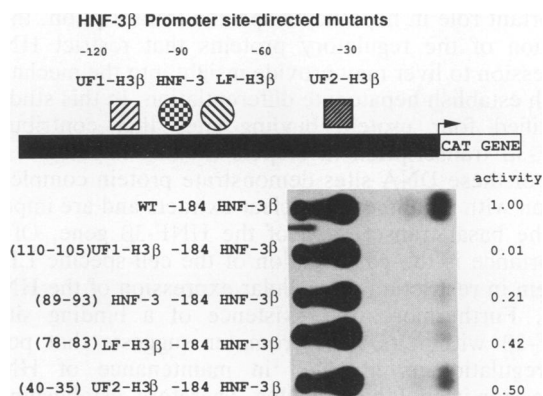 HNF-3β Promoter site-directed mutants
-120 -90 -60 -30
UF1-H3β HNF-3 LF-H3β UF2-H3β
CAT GENE
activity
WT -184 HNF-3β 1.00
(110-105)UF1-H3β -184 HNF-3β 0.01
(89-93) HNF-3 -184 HNF-3β 0.21
(78-83)LF-H3β -184 HNF-3β 0.42
(40-35) UF2-H3β -184 HNF-3β 0.50